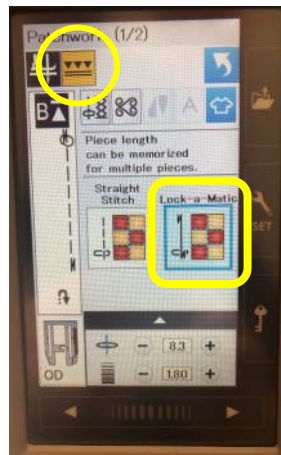 Patchwork (1/2)
B
A
Piece length
can be memorized
for multiple pieces.
Straight
Stitch
Lock-a-Matic
SET
OD
− 8.3 +
− 1.80 +